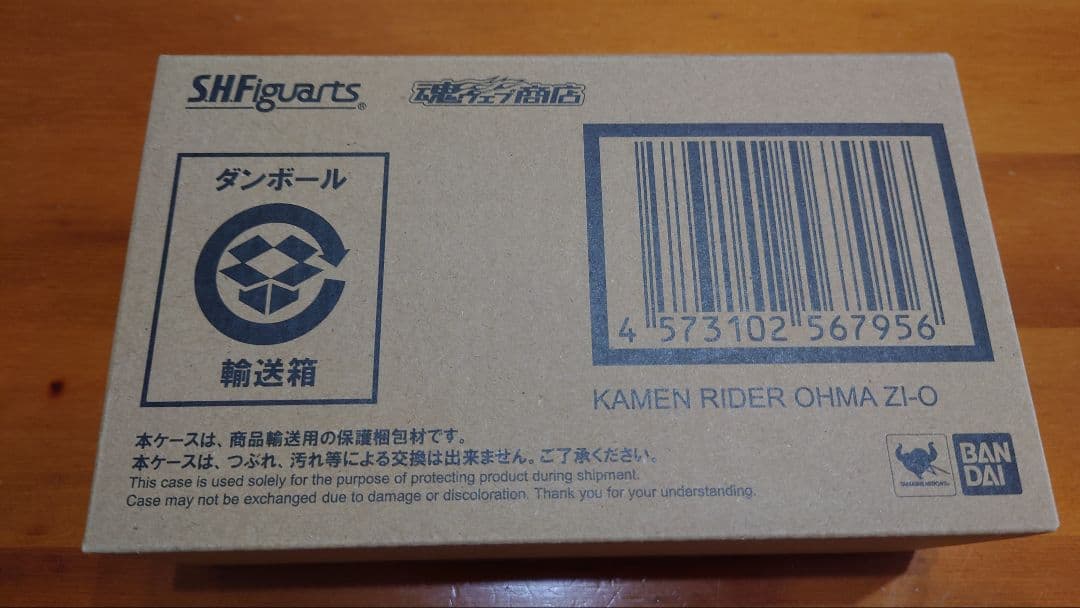 S.H.Figuarts®
魂ウェブ商店
ダンボール
輸送箱
4 573102 567956
KAMEN RIDER OHMA ZI-O
本ケースは、商品輸送用の保護梱包材です。
本ケースは、つぶれ、汚れ等による交換は出来ません。ご了承ください。
This case is used solely for the purpose of protecting product during shipment.
Case may not be exchanged due to damage or discoloration. Thank you for your understanding.
TAMASHII NATIONS
BAN
DAI